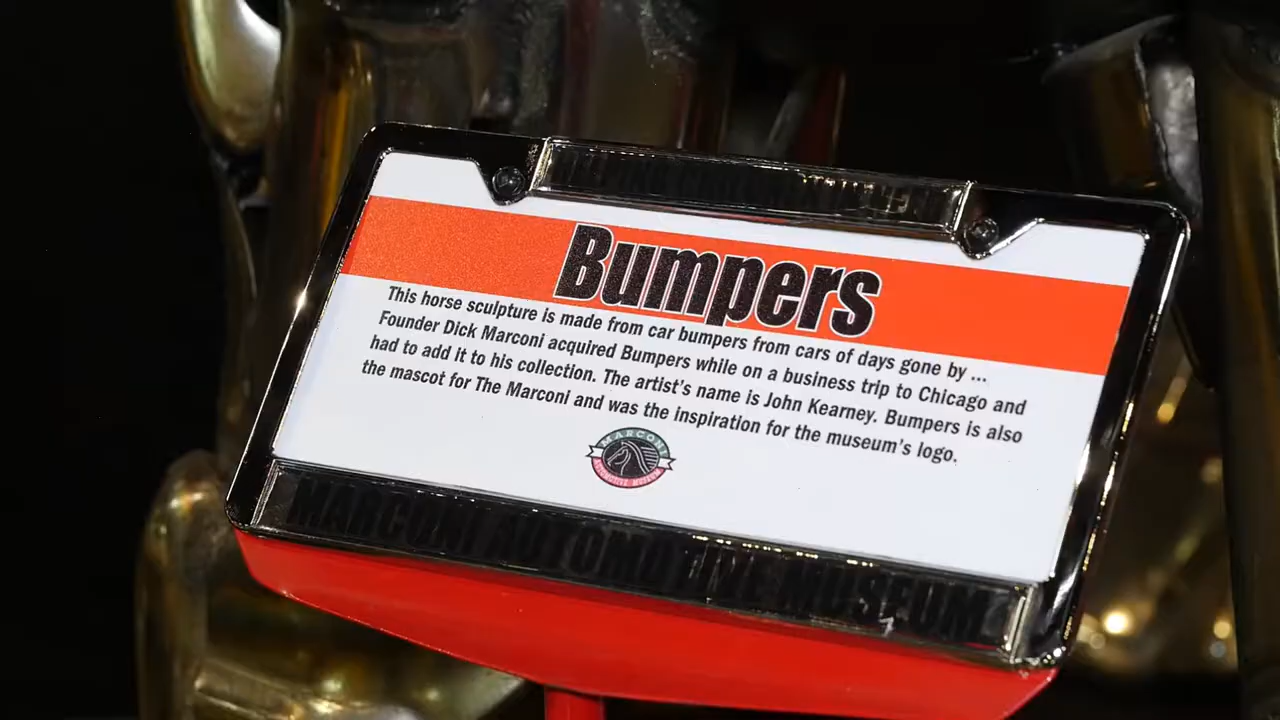 Bumpers
This horse sculpture is made from car bumpers from cars of days gone by ...
Founder Dick Marconi acquired Bumpers while on a business trip to Chicago and
had to add it to his collection. The artist's name is John Kearney. Bumpers is also
the mascot for The Marconi and was the inspiration for the museum's logo.
MARCONI
AUTOMOTIVE MUSEUM
MARCONI AUTOMOTIVE MUSEUM